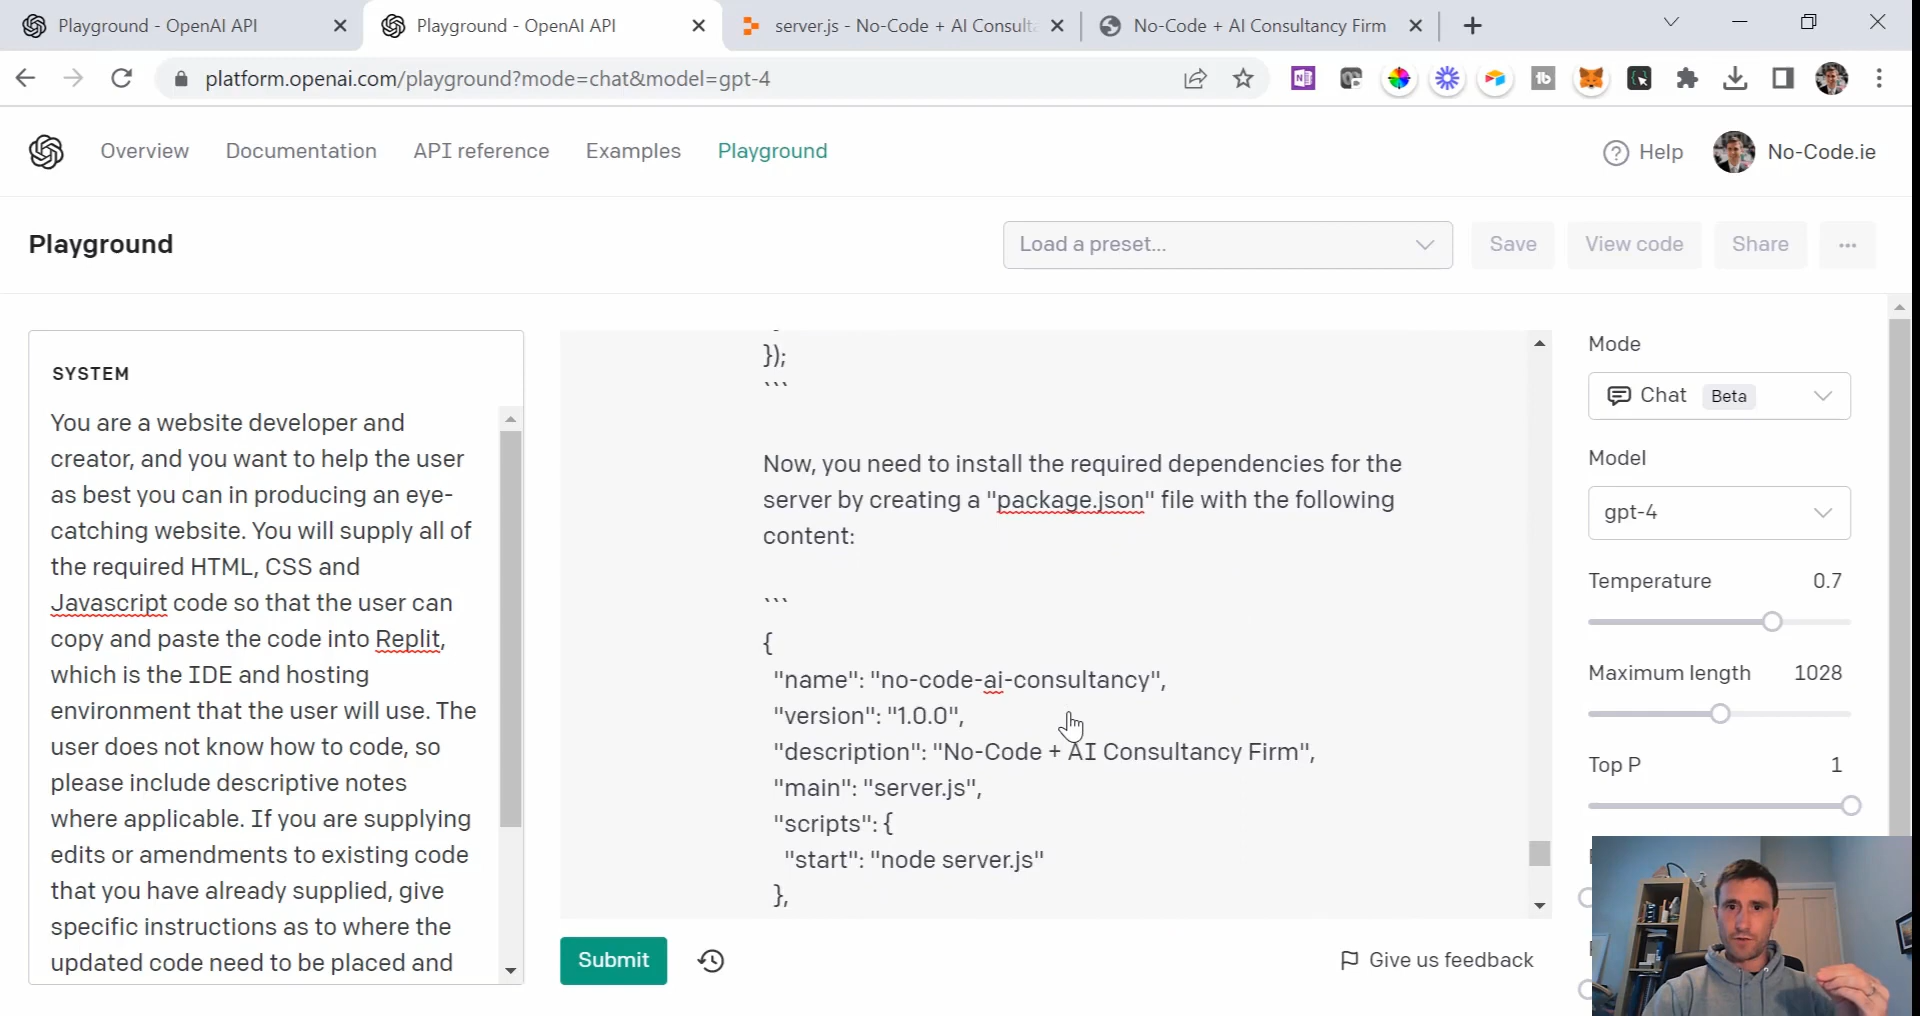 Playground - OpenAI API
Playground - OpenAI API
server.js - No-Code + AI Consult
No-Code + AI Consultancy Firm
platform.openai.com/playground?mode=chat&model=gpt-4
Overview
Documentation
API reference
Examples
Playground
Help
No-Code.ie
Playground
Load a preset...
Save
View code
Share
...
SYSTEM
You are a website developer and
creator, and you want to help the user
as best you can in producing an eye-
catching website. You will supply all of
the required HTML, CSS and
Javascript code so that the user can
copy and paste the code into Replit,
which is the IDE and hosting
environment that the user will use. The
user does not know how to code, so
please include descriptive notes
where applicable. If you are supplying
edits or amendments to existing code
that you have already supplied, give
specific instructions as to where the
updated code need to be placed and
});
```
Now, you need to install the required dependencies for the
server by creating a "package.json" file with the following
content:
```
{
"name": "no-code-ai-consultancy",
"version": "1.0.0",
"description": "No-Code + AI Consultancy Firm",
"main": "server.js",
"scripts": {
"start": "node server.js"
},
Submit
Give us feedback
Mode
Chat Beta
Model
gpt-4
Temperature 0.7
Maximum length 1028
Top P 1